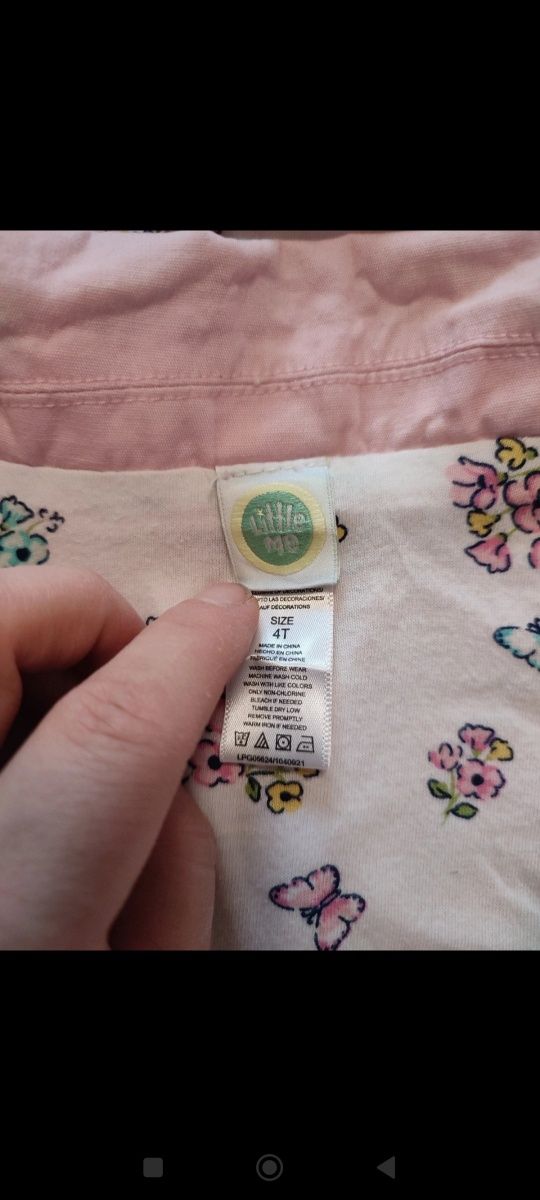 Little
me
LAS DECORACIONES/
SIZE
4T
MADE IN CHINA
HECHO EN CHINA
FABRIQUÉ EN CHINE
WASH BEFORE WEAR
MACHINE WASH COLD
WASH WITH LIKE COLORS
ONLY NON-CHLORINE
BLEACH IF NEEDED
TUMBLE DRY LOW
REMOVE PROMPTLY
WARM IRON IF NEEDED